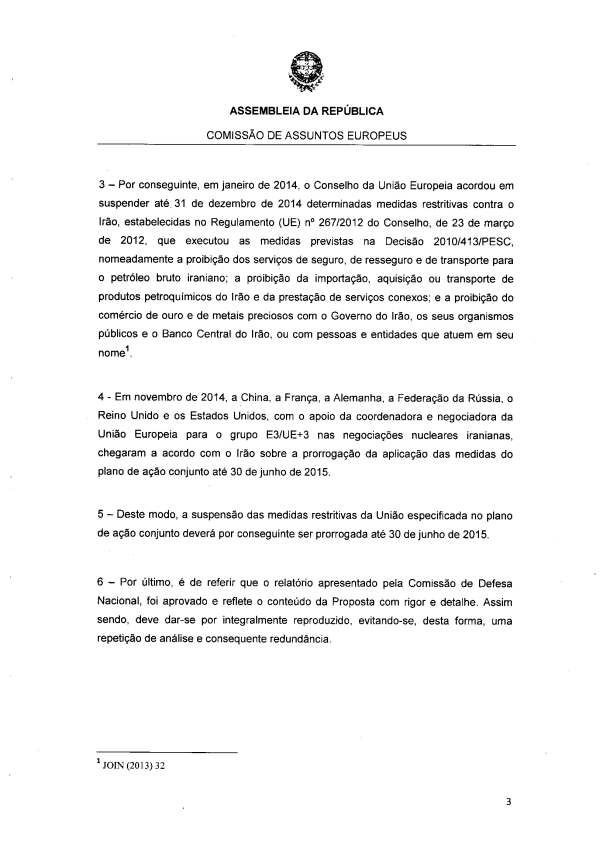 ASSEMBLEIA DA REPÚBLICA
COMISSÃO DE ASSUNTOS EUROPEUS
3 – Por conseguinte, em janeiro de 2014, o Conselho da União Europeia acordou em
suspender até 31 de dezembro de 2014 determinadas medidas restritivas contra o
Irão, estabelecidas no Regulamento (UE) nº 267/2012 do Conselho, de 23 de março
de 2012, que executou as medidas previstas na Decisão 2010/413/PESC,
nomeadamente a proibição dos serviços de seguro, de resseguro e de transporte para
o petróleo bruto iraniano; a proibição da importação, aquisição ou transporte de
produtos petroquímicos do Irão e da prestação de serviços conexos; e a proibição do
comércio de ouro e de metais preciosos com o Governo do Irão, os seus organismos
públicos e o Banco Central do Irão, ou com pessoas e entidades que atuem em seu
nome¹.
4 - Em novembro de 2014, a China, a França, a Alemanha, a Federação da Rússia, o
Reino Unido e os Estados Unidos, com o apoio da coordenadora e negociadora da
União Europeia para o grupo E3/UE+3 nas negociações nucleares iranianas,
chegaram a acordo com o Irão sobre a prorrogação da aplicação das medidas do
plano de ação conjunto até 30 de junho de 2015.
5 – Deste modo, a suspensão das medidas restritivas da União especificada no plano
de ação conjunto deverá por conseguinte ser prorrogada até 30 de junho de 2015.
6 – Por último, é de referir que o relatório apresentado pela Comissão de Defesa
Nacional, foi aprovado e reflete o conteúdo da Proposta com rigor e detalhe. Assim
sendo, deve dar-se por integralmente reproduzido, evitando-se, desta forma, uma
repetição de análise e consequente redundância.
¹ JOIN (2013) 32
3